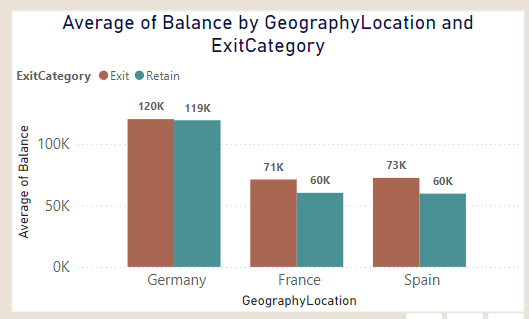 Average of Balance by GeographyLocation and
ExitCategory
ExitCategory Exit Retain
120K 119K
71K 60K
73K 60K
100K
50K
0K
Average of Balance
Germany France Spain
GeographyLocation